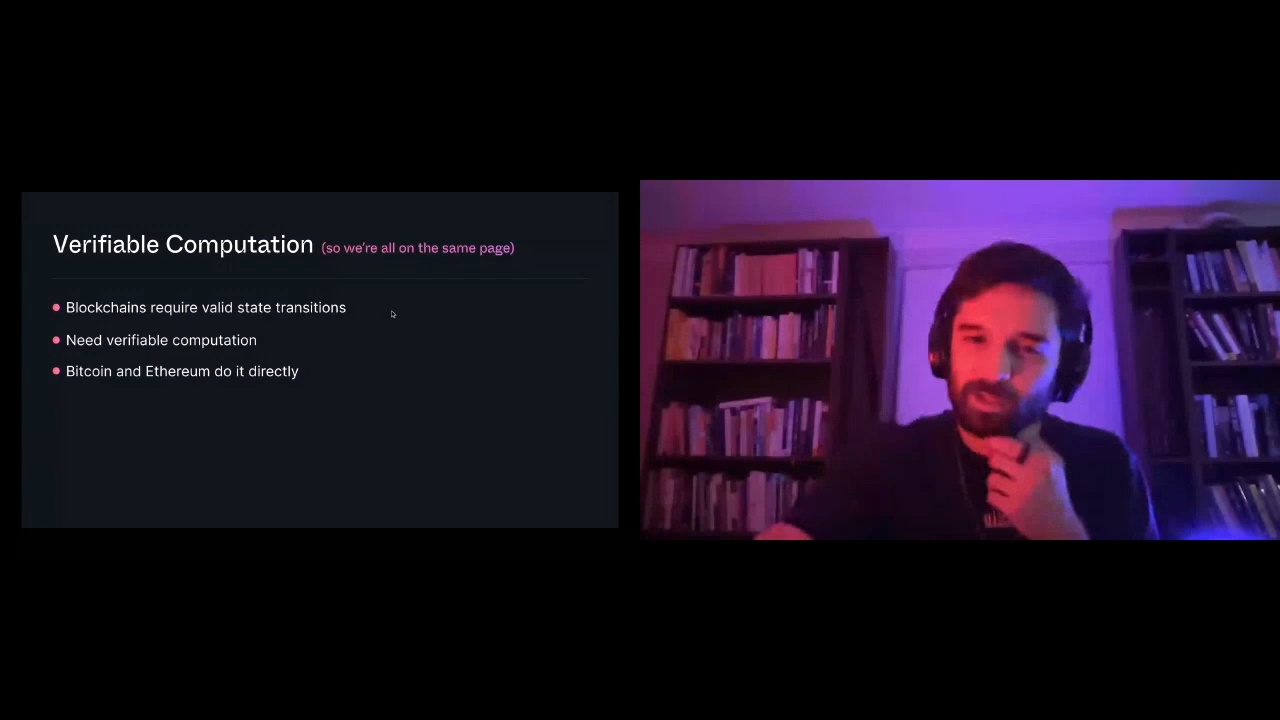 Verifiable Computation (so we're all on the same page)
Blockchains require valid state transitions
Need verifiable computation
Bitcoin and Ethereum do it directly